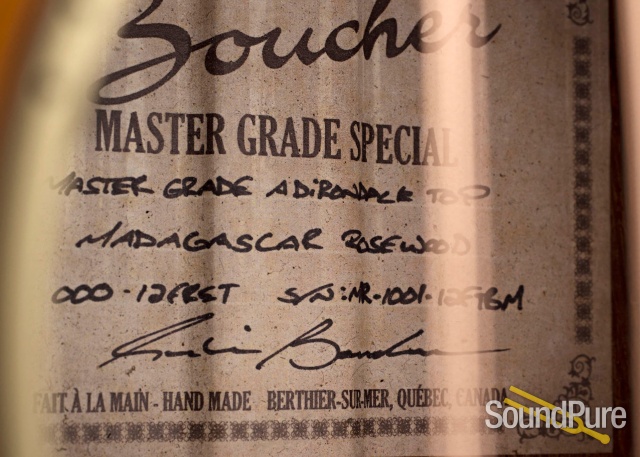 Boucher
MASTER GRADE SPECIAL
MASTER GRADE ADIRONDACK TOP
MADAGASCAR ROSEWOOD
000-12FRET S/N: MR-1001-12FTBM
FAIT À LA MAIN - HAND MADE BERTHIER-SUR-MER, QUÉBEC, CANADA
SoundPure